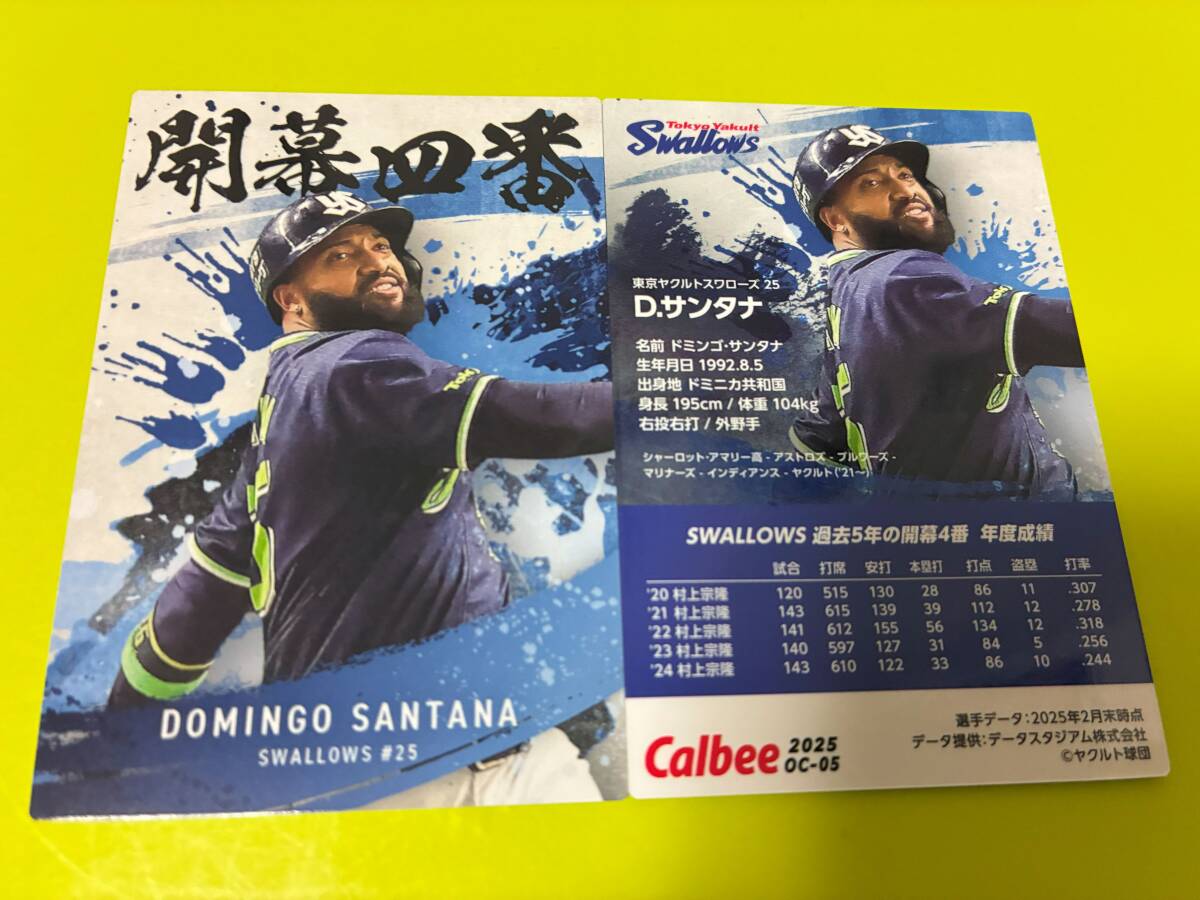 開幕四番
DOMINGO SANTANA
SWALLOWS #25
Tokyo Yakult
Swallows
東京ヤクルトスワローズ 25
D.サンタナ
名前 ドミンゴ・サンタナ
生年月日 1992.8.5
出身地 ドミニカ共和国
身長 195cm / 体重 104kg
右投右打 / 外野手
シャーロット・アマリー高 - アストロズ - ブルワーズ -
マリナーズ - インディアンス - ヤクルト('21〜)
SWALLOWS 過去5年の開幕4番 年度成績
試合 打席 安打 本塁打 打点 盗塁 打率
'20 村上宗隆 120 515 130 28 86 11 .307
'21 村上宗隆 143 615 139 39 112 12 .278
'22 村上宗隆 141 612 155 56 134 12 .318
'23 村上宗隆 140 597 127 31 84 5 .256
'24 村上宗隆 143 610 122 33 86 10 .244
Calbee 2025
OC-05
選手データ:2025年2月末時点
データ提供:データスタジアム株式会社
©ヤクルト球団